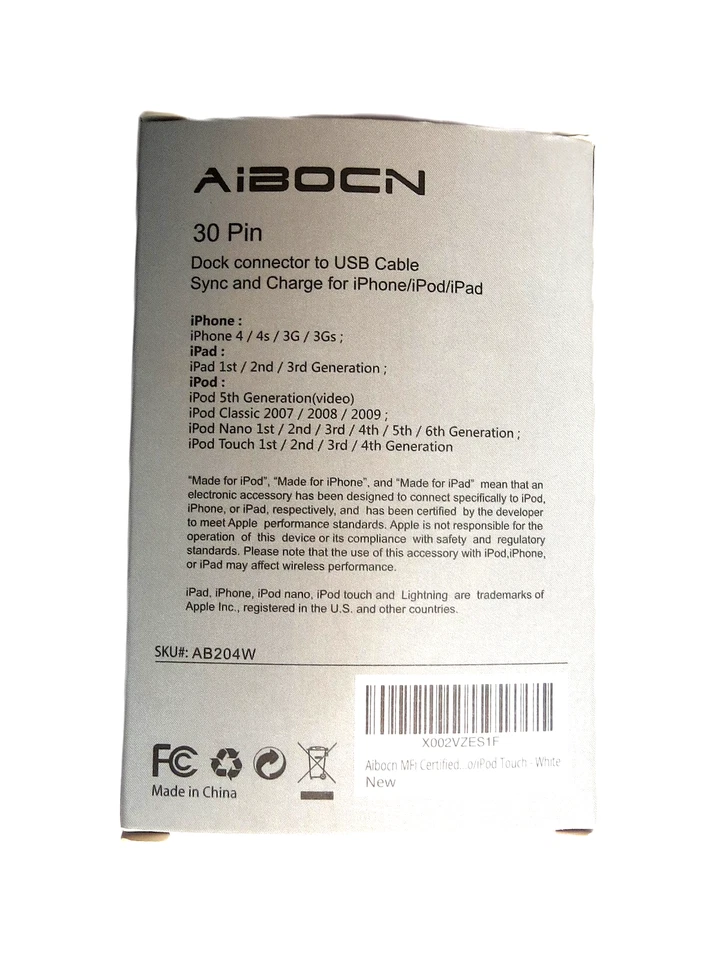 AiBOCN
30 Pin
Dock connector to USB Cable
Sync and Charge for iPhone/iPod/iPad
iPhone :
iPhone 4 / 4s / 3G / 3Gs ;
iPad :
iPad 1st / 2nd / 3rd Generation ;
iPod :
iPod 5th Generation(video)
iPod Classic 2007 / 2008 / 2009 ;
iPod Nano 1st / 2nd / 3rd / 4th / 5th / 6th Generation ;
iPod Touch 1st / 2nd / 3rd / 4th Generation
"Made for iPod", "Made for iPhone", and "Made for iPad" mean that an
electronic accessory has been designed to connect specifically to iPod,
iPhone, or iPad, respectively, and has been certified by the developer
to meet Apple performance standards. Apple is not responsible for the
operation of this device or its compliance with safety and regulatory
standards. Please note that the use of this accessory with iPod,iPhone,
or iPad may affect wireless performance.
iPad, iPhone, iPod nano, iPod touch and Lightning are trademarks of
Apple Inc., registered in the U.S. and other countries.
SKU#: AB204W
X002VZES1F
Aibocn MFi Certified...oriPod Touch - White
New
FC
Made in China